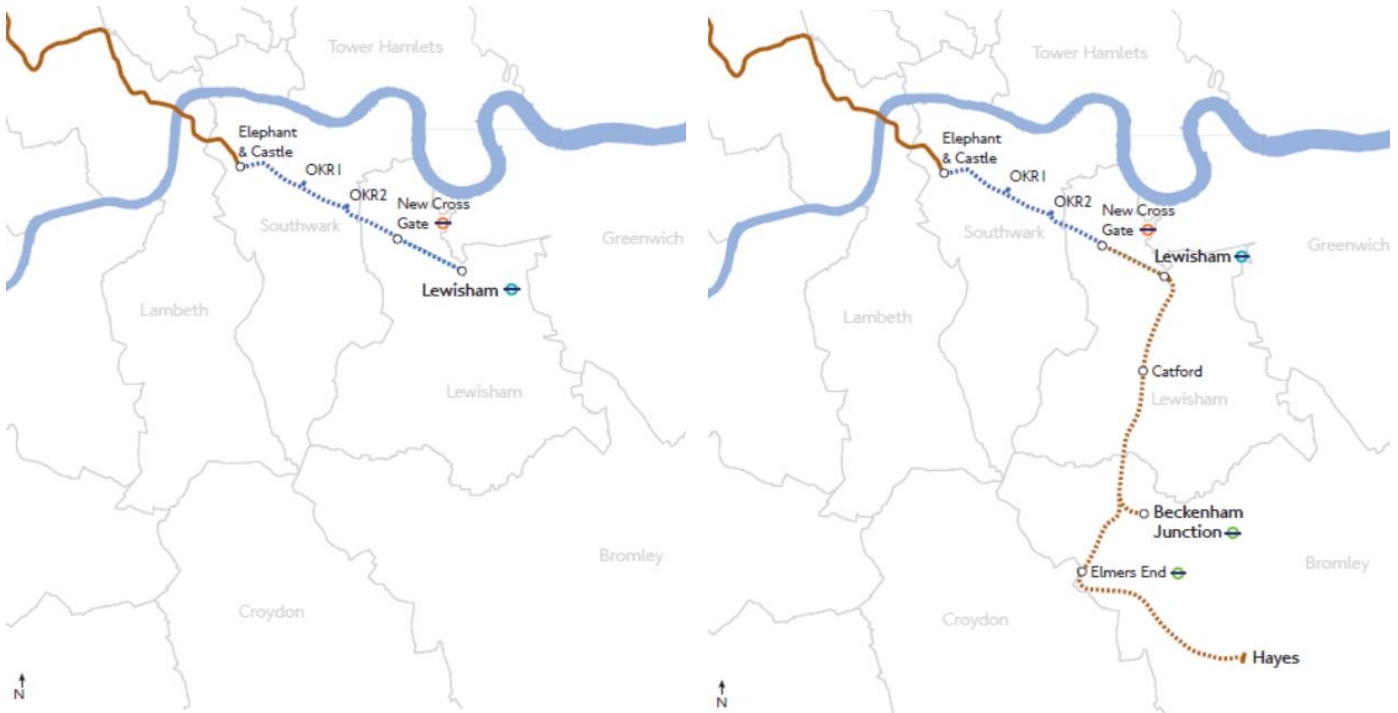 Tower Hamlets
Elephant
& Castle
OKR1
OKR2
New Cross
Gate
Southwark
Greenwich
Lewisham
Lambeth
Lewisham
Bromley
Croydon
N
Tower Hamlets
Elephant
& Castle
OKR1
OKR2
New Cross
Gate
Southwark
Greenwich
Lewisham
Lambeth
Catford
Lewisham
Beckenham
Junction
Bromley
Elmers End
Croydon
Hayes
N